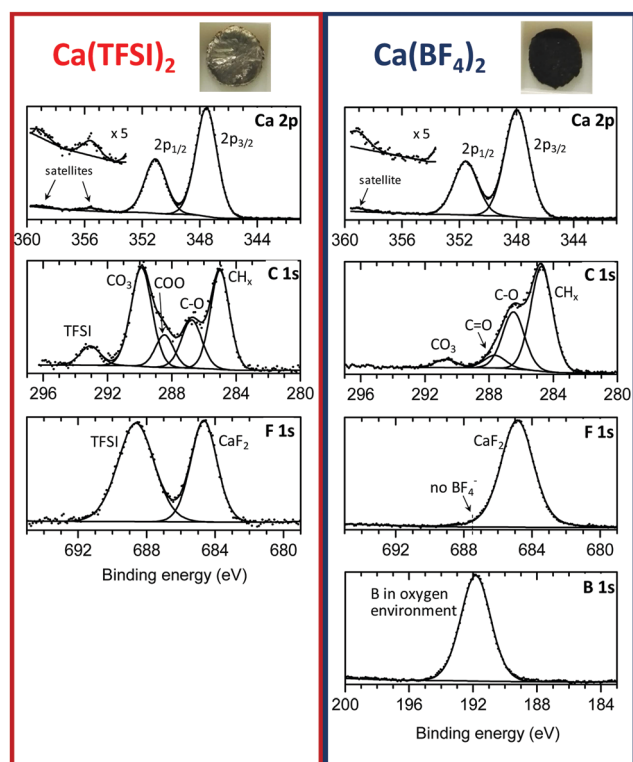 Ca(TFSI)₂
Ca 2p
x 5
2p₁/₂
2p₃/₂
satellites
360 356 352 348 344
C 1s
CO₃
COO
C-O
CHₓ
TFSI
296 292 288 284 280
F 1s
TFSI
CaF₂
692 688 684 680
Binding energy (eV)
Ca(BF₄)₂
Ca 2p
x 5
2p₁/₂
2p₃/₂
satellite
360 356 352 348 344
C 1s
C-O
CHₓ
C=O
CO₃
296 292 288 284 280
F 1s
CaF₂
no BF₄⁻
692 688 684 680
B 1s
B in oxygen
environment
200 196 192 188 184
Binding energy (eV)